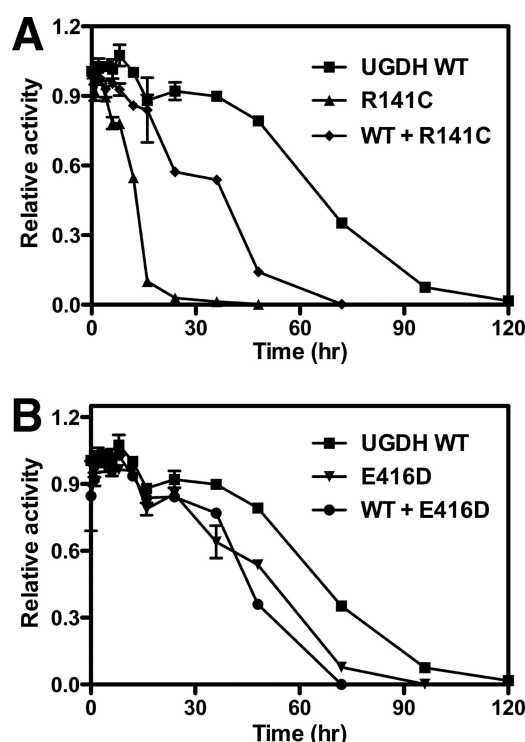 A
1.2
0.9
0.6
0.3
0.0
Relative activity
UGDH WT
R141C
WT + R141C
0 30 60 90 120
Time (hr)
B
1.2
0.9
0.6
0.3
0.0
Relative activity
UGDH WT
E416D
WT + E416D
0 30 60 90 120
Time (hr)